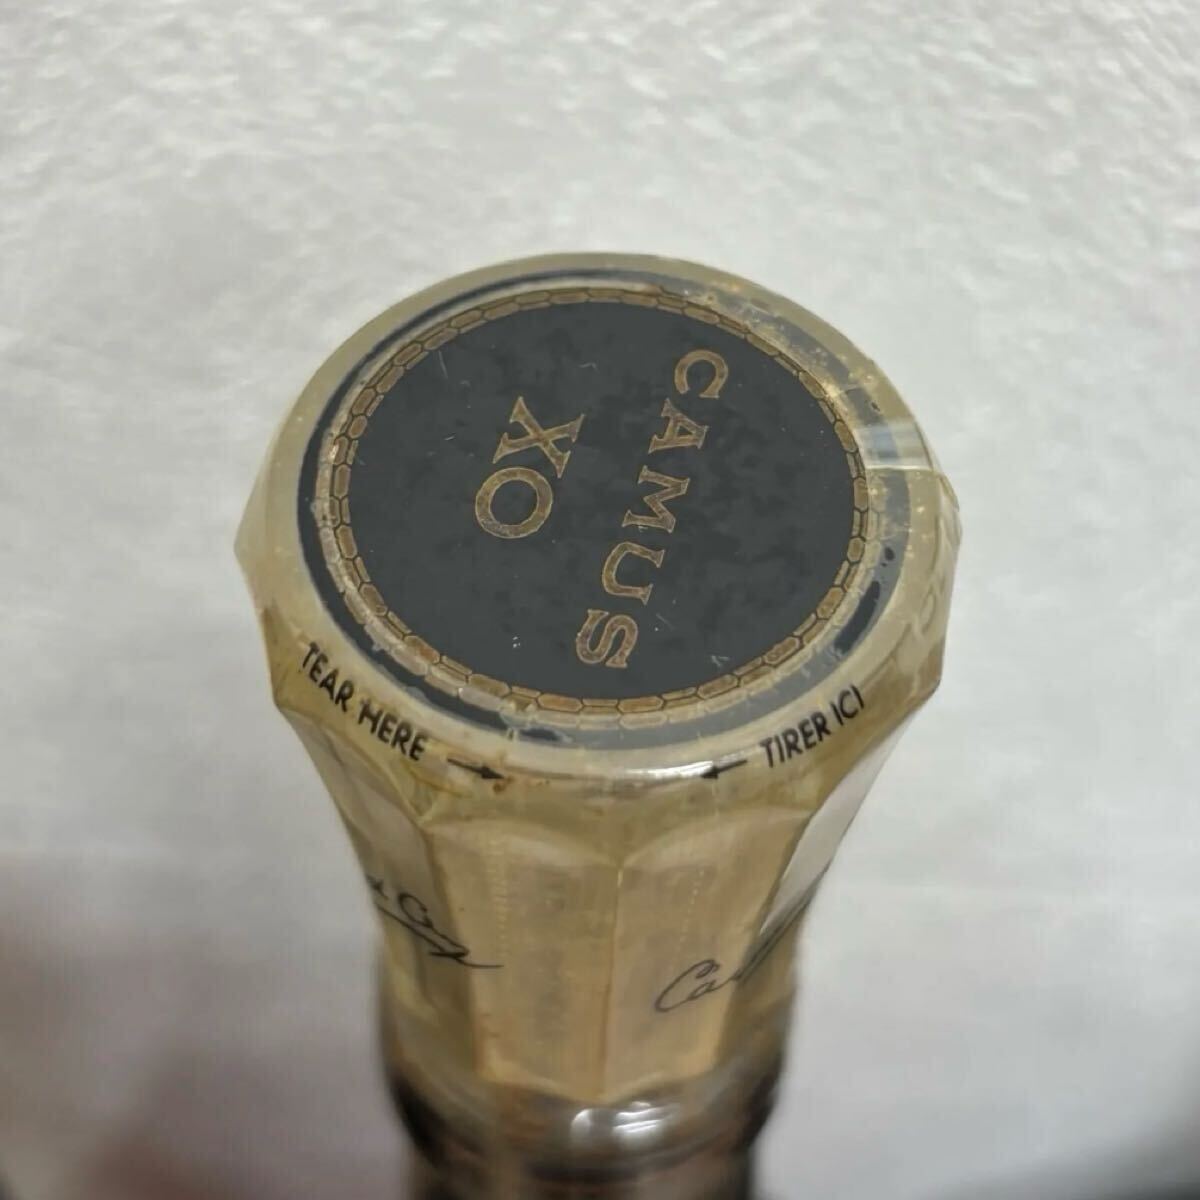 CAMUS
XO
TEAR HERE →
← TIRER ICI